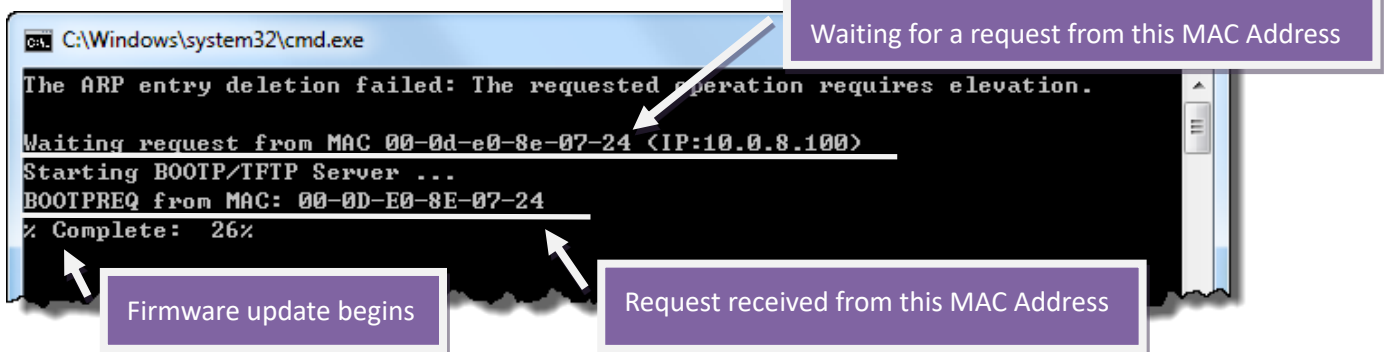 Waiting for a request from this MAC Address
C:\Windows\system32\cmd.exe
The ARP entry deletion failed: The requested operation requires elevation.
Waiting request from MAC 00-0d-e0-8e-07-24 (IP:10.0.8.100)
Starting BOOTP/TFTP Server ...
BOOTPREQ from MAC: 00-0D-E0-8E-07-24
% Complete:  26%
Firmware update begins
Request received from this MAC Address